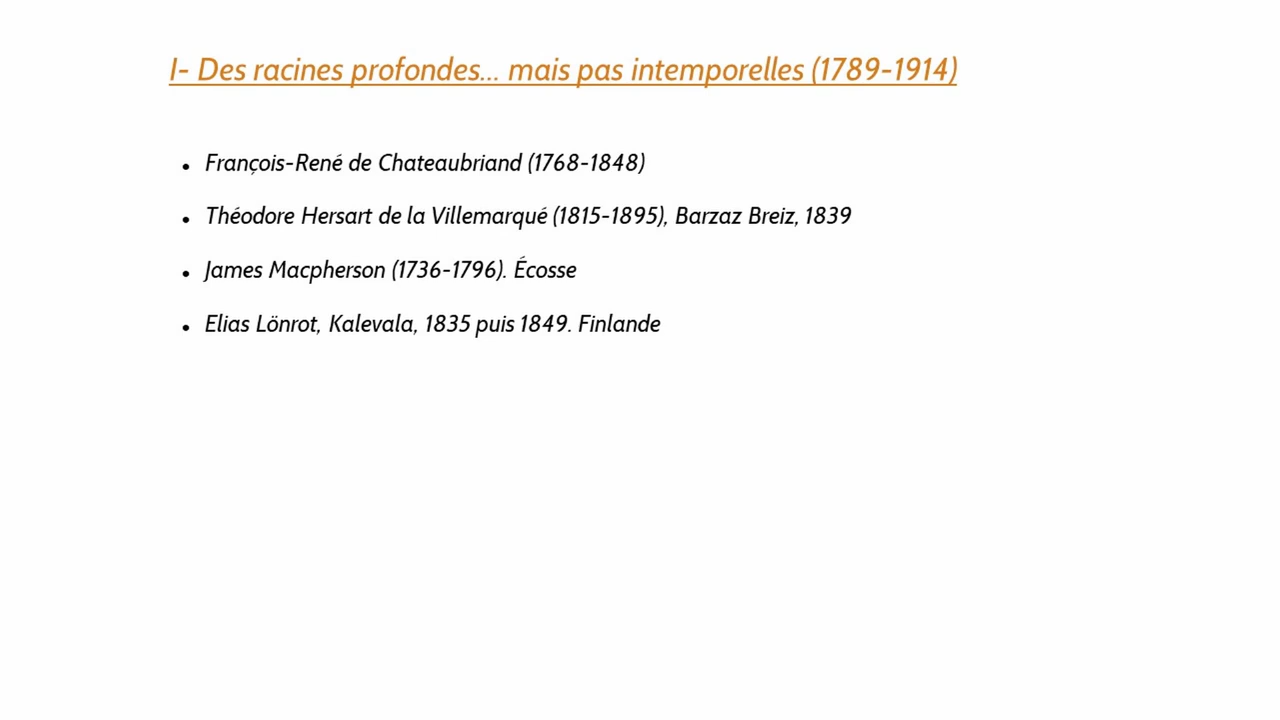 I- Des racines profondes... mais pas intemporelles (1789-1914)
• François-René de Chateaubriand (1768-1848)
• Théodore Hersart de la Villemarqué (1815-1895), Barzaz Breiz, 1839
• James Macpherson (1736-1796). Écosse
• Elias Lönrot, Kalevala, 1835 puis 1849. Finlande